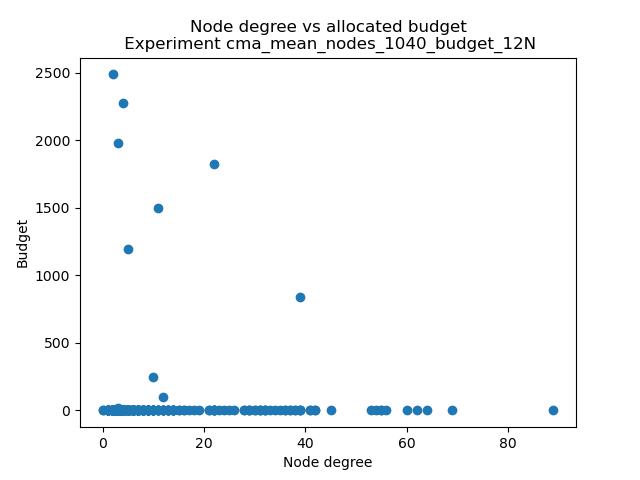 Node degree vs allocated budget
Experiment cma_mean_nodes_1040_budget_12N
2500
2000
1500
1000
500
0
Budget
0 20 40 60 80
Node degree